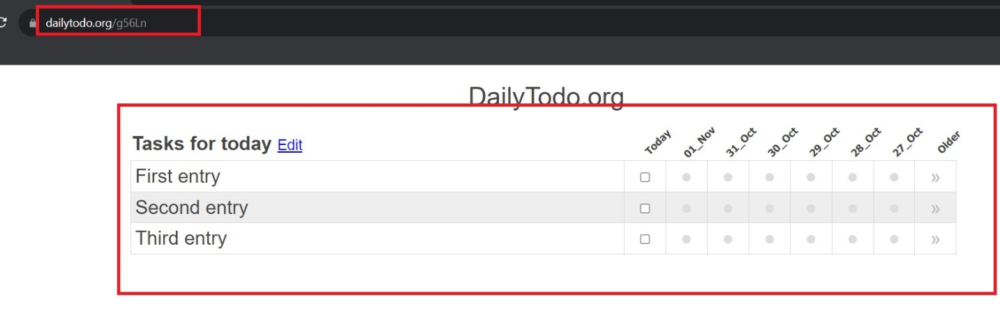 dailytodo.org/g56Ln
DailyTodo.org
Tasks for today Edit Today 01_Nov 31_Oct 30_Oct 29_Oct 28_Oct 27_Oct Older
First entry »
Second entry »
Third entry »